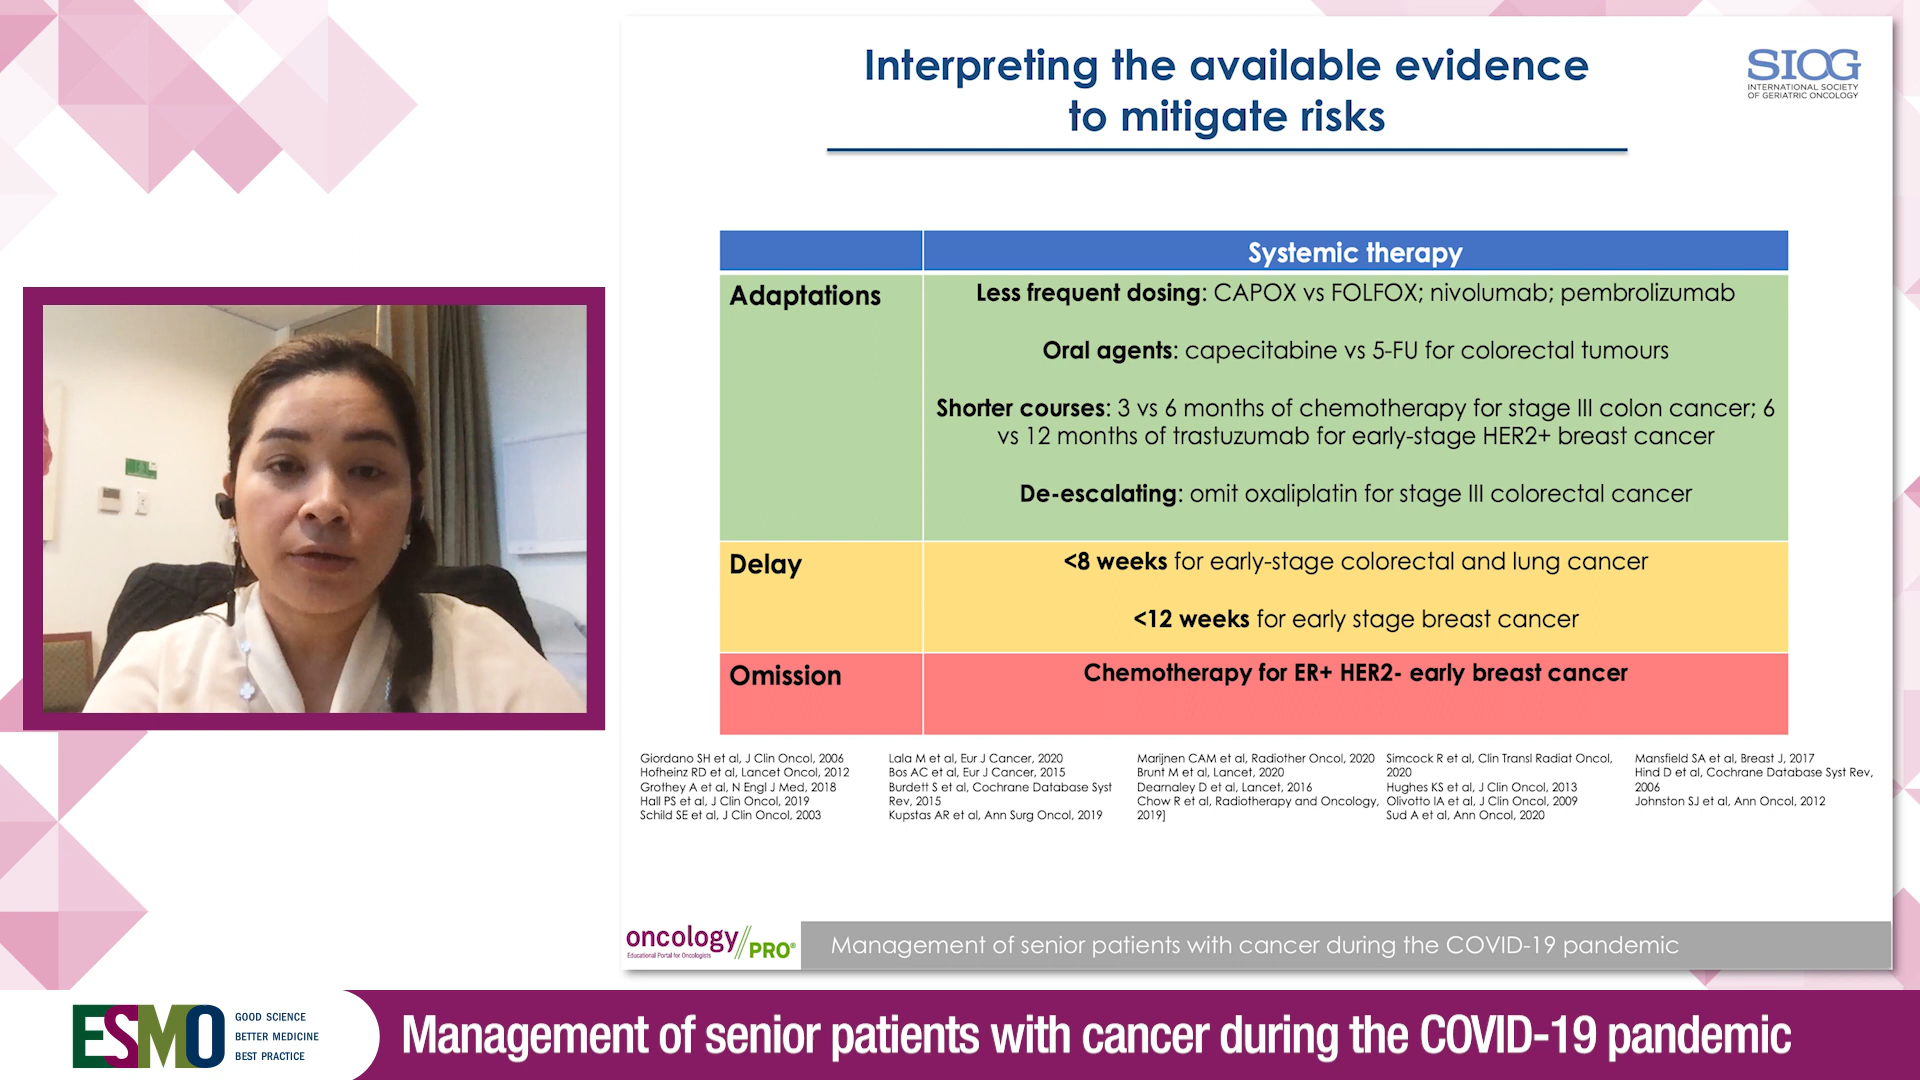 Interpreting the available evidence
to mitigate risks
SIOG
INTERNATIONAL SOCIETY
OF GERIATRIC ONCOLOGY
Systemic therapy
Adaptations
Less frequent dosing: CAPOX vs FOLFOX; nivolumab; pembrolizumab
Oral agents: capecitabine vs 5-FU for colorectal tumours
Shorter courses: 3 vs 6 months of chemotherapy for stage III colon cancer; 6
vs 12 months of trastuzumab for early-stage HER2+ breast cancer
De-escalating: omit oxaliplatin for stage III colorectal cancer
Delay
<8 weeks for early-stage colorectal and lung cancer
<12 weeks for early stage breast cancer
Omission
Chemotherapy for ER+ HER2- early breast cancer
Giordano SH et al, J Clin Oncol, 2006
Hofheinz RD et al, Lancet Oncol, 2012
Grothey A et al, N Engl J Med, 2018
Hall PS et al, J Clin Oncol, 2019
Schild SE et al, J Clin Oncol, 2003
Lala M et al, Eur J Cancer, 2020
Bos AC et al, Eur J Cancer, 2015
Burdett S et al, Cochrane Database Syst
Rev, 2015
Kupstas AR et al, Ann Surg Oncol, 2019
Marijnen CAM et al, Radiother Oncol, 2020
Brunt M et al, Lancet, 2020
Dearnaley D et al, Lancet, 2016
Chow R et al, Radiotherapy and Oncology,
2019]
Simcock R et al, Clin Transl Radiat Oncol,
2020
Hughes KS et al, J Clin Oncol, 2013
Olivotto IA et al, J Clin Oncol, 2009
Sud A et al, Ann Oncol, 2020
Mansfield SA et al, Breast J, 2017
Hind D et al, Cochrane Database Syst Rev,
2006
Johnston SJ et al, Ann Oncol, 2012
oncology//PRO®
Educational Portal for Oncologists
Management of senior patients with cancer during the COVID-19 pandemic
ESMO
GOOD SCIENCE
BETTER MEDICINE
BEST PRACTICE
Management of senior patients with cancer during the COVID-19 pandemic